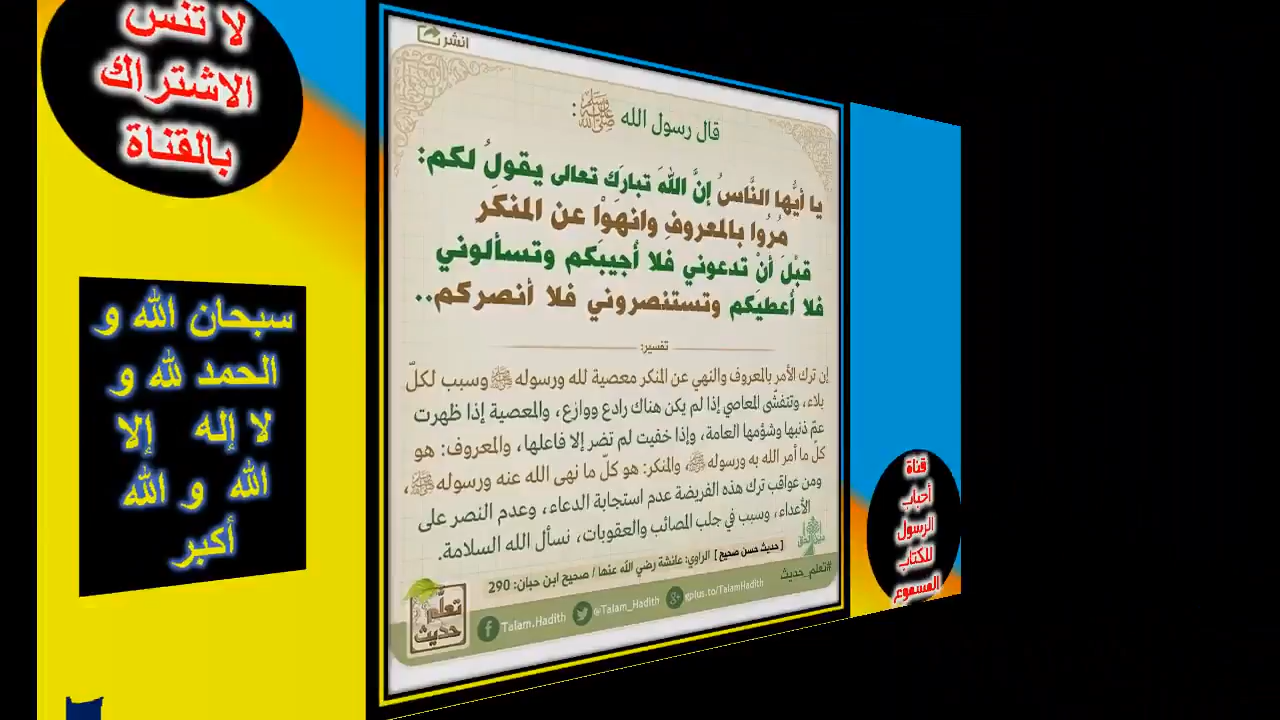 لا تنس
الاشتراك
بالقناة
سبحان الله و
الحمد لله و
لا إله إلا
الله و الله
أكبر
انشر
قال رسول الله ﷺ:
يا أيُّها النَّاسُ إنَّ اللهَ تبارَك تعالى يقولُ لكم:
مُرُوا بالمعروفِ وانهَوْا عن المنكَرِ
قبْلَ أنْ تدعوني فلا أجيبَكم وتسألوني
فلا أعطيَكم وتستنصروني فلا أنصركم..
تفسير:
إن ترك الأمر بالمعروف والنهي عن المنكر معصية لله ورسوله ﷺ وسبب لكلّ
بلاء، وتتفشّى المعاصي إذا لم يكن هناك رادع ووازع، والمعصية إذا ظهرت
عمّ ذنبها وشؤمها العامة، وإذا خفيت لم تضر إلا فاعلها، والمعروف: هو
كلّ ما أمر الله به ورسوله ﷺ، والمنكر: هو كلّ ما نهى الله عنه ورسوله ﷺ،
ومن عواقب ترك هذه الفريضة عدم استجابة الدعاء، وعدم النصر على
الأعداء، وسبب في جلب المصائب والعقوبات، نسأل الله السلامة.
[ حديث حسن صحيح ] الراوي: عائشة رضي الله عنها / صحيح ابن حبان: 290
#تعلم_حديث
gplus.to/TalamHadith
@Talam_Hadith
Talam.Hadith
تعلّم
حديث
قناة
أحباب
الرسول
للكتاب
المسموع